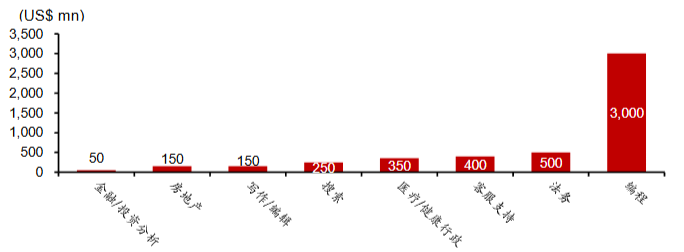 (US$ mn)
3,500
3,000
2,500
2,000
1,500
1,000
500
0
50
150
150
250
350
400
500
3,000
金融/投资分析
房地产
写作/编辑
搜索
医疗/健康行政
客服支持
法务
编程